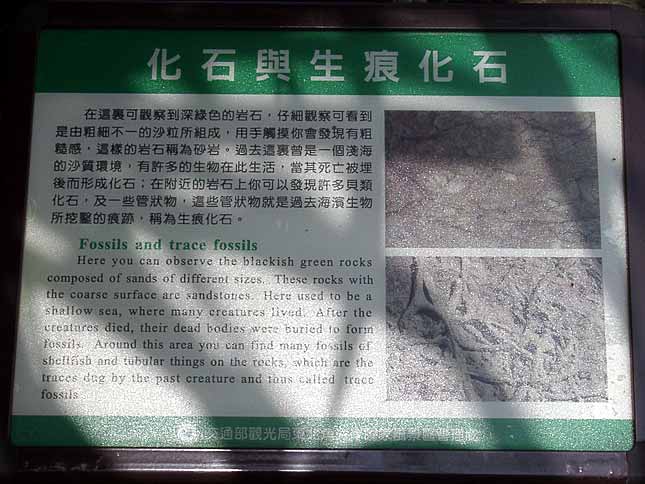 化石與生痕化石
在這裏可觀察到深綠色的岩石，仔細觀察可看到
是由粗細不一的沙粒所組成，用手觸摸你會發現有粗
糙感，這樣的岩石稱為砂岩。過去這裏曾是一個淺海
的沙質環境，有許多的生物在此生活，當其死亡被埋
後而形成化石；在附近的岩石上你可以發現許多貝類
化石，及一些管狀物，這些管狀物就是過去海濱生物
所挖鑿的痕跡，稱為生痕化石。
Fossils and trace fossils
Here you can observe the blackish green rocks
composed of sands of different sizes. These rocks with
the coarse surface are sandstones. Here used to be a
shallow sea, where many creatures lived. After the
creatures died, their dead bodies were buried to form
fossils. Around this area you can find many fossils of
shellfish and tubular things on the rocks, which are the
traces dug by the past creature and thus called trace
fossils
交通部觀光局東北角